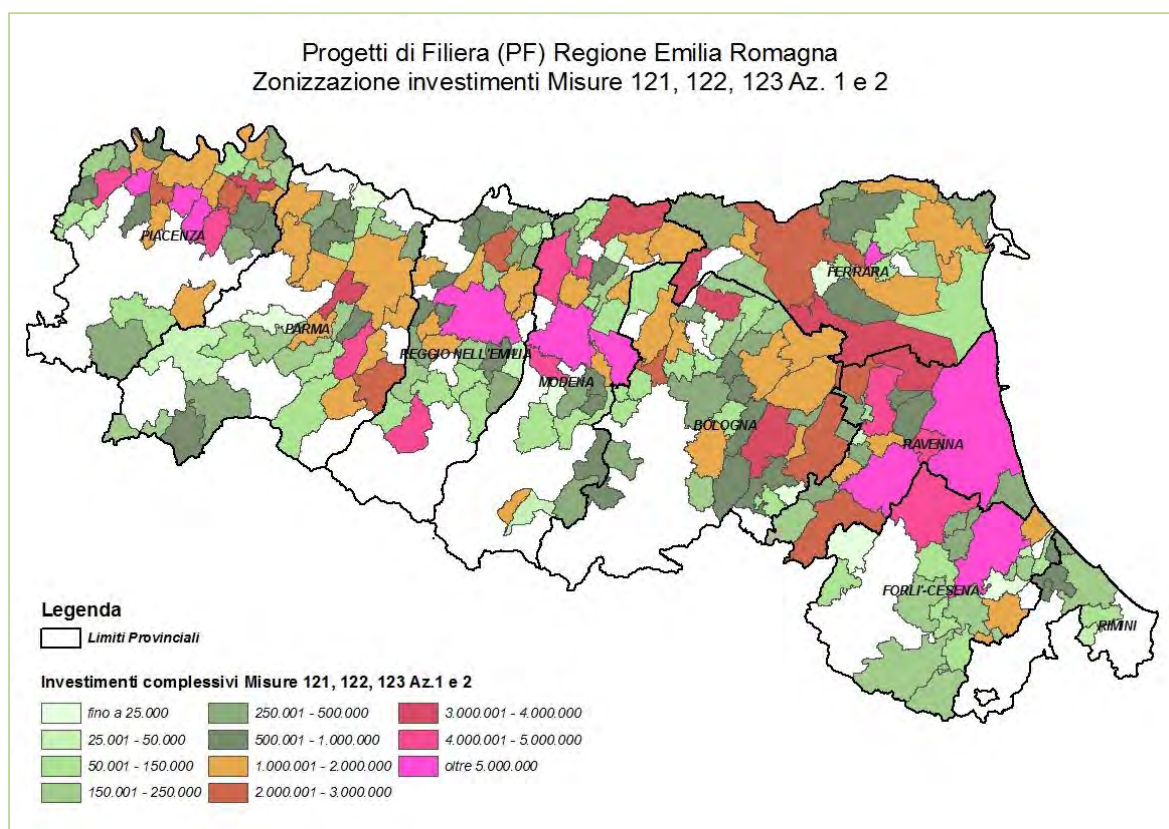 Progetti di Filiera (PF) Regione Emilia Romagna
Zonizzazione investimenti Misure 121, 122, 123 Az. 1 e 2
PIACENZA
FERRARA
PARMA
REGGIO NELL'EMILIA
MODENA
BOLOGNA
RAVENNA
FORLI'-CESENA
RIMINI
Legenda
Limiti Provinciali
Investimenti complessivi Misure 121, 122, 123 Az.1 e 2
fino a 25.000
250.001 - 500.000
3.000.001 - 4.000.000
25.001 - 50.000
500.001 - 1.000.000
4.000.001 - 5.000.000
50.001 - 150.000
1.000.001 - 2.000.000
oltre 5.000.000
150.001 - 250.000
2.000.001 - 3.000.000